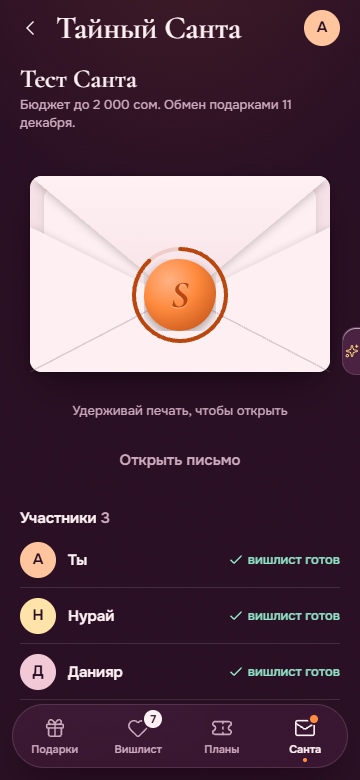 Тайный Санта
А
Тест Санта
Бюджет до 2 000 сом. Обмен подарками 11
декабря.
S
Удерживай печать, чтобы открыть
Открыть письмо
Участники 3
А Ты вишлист готов
Н Нурай вишлист готов
Д Данияр вишлист готов
7
Подарки Вишлист Планы Санта